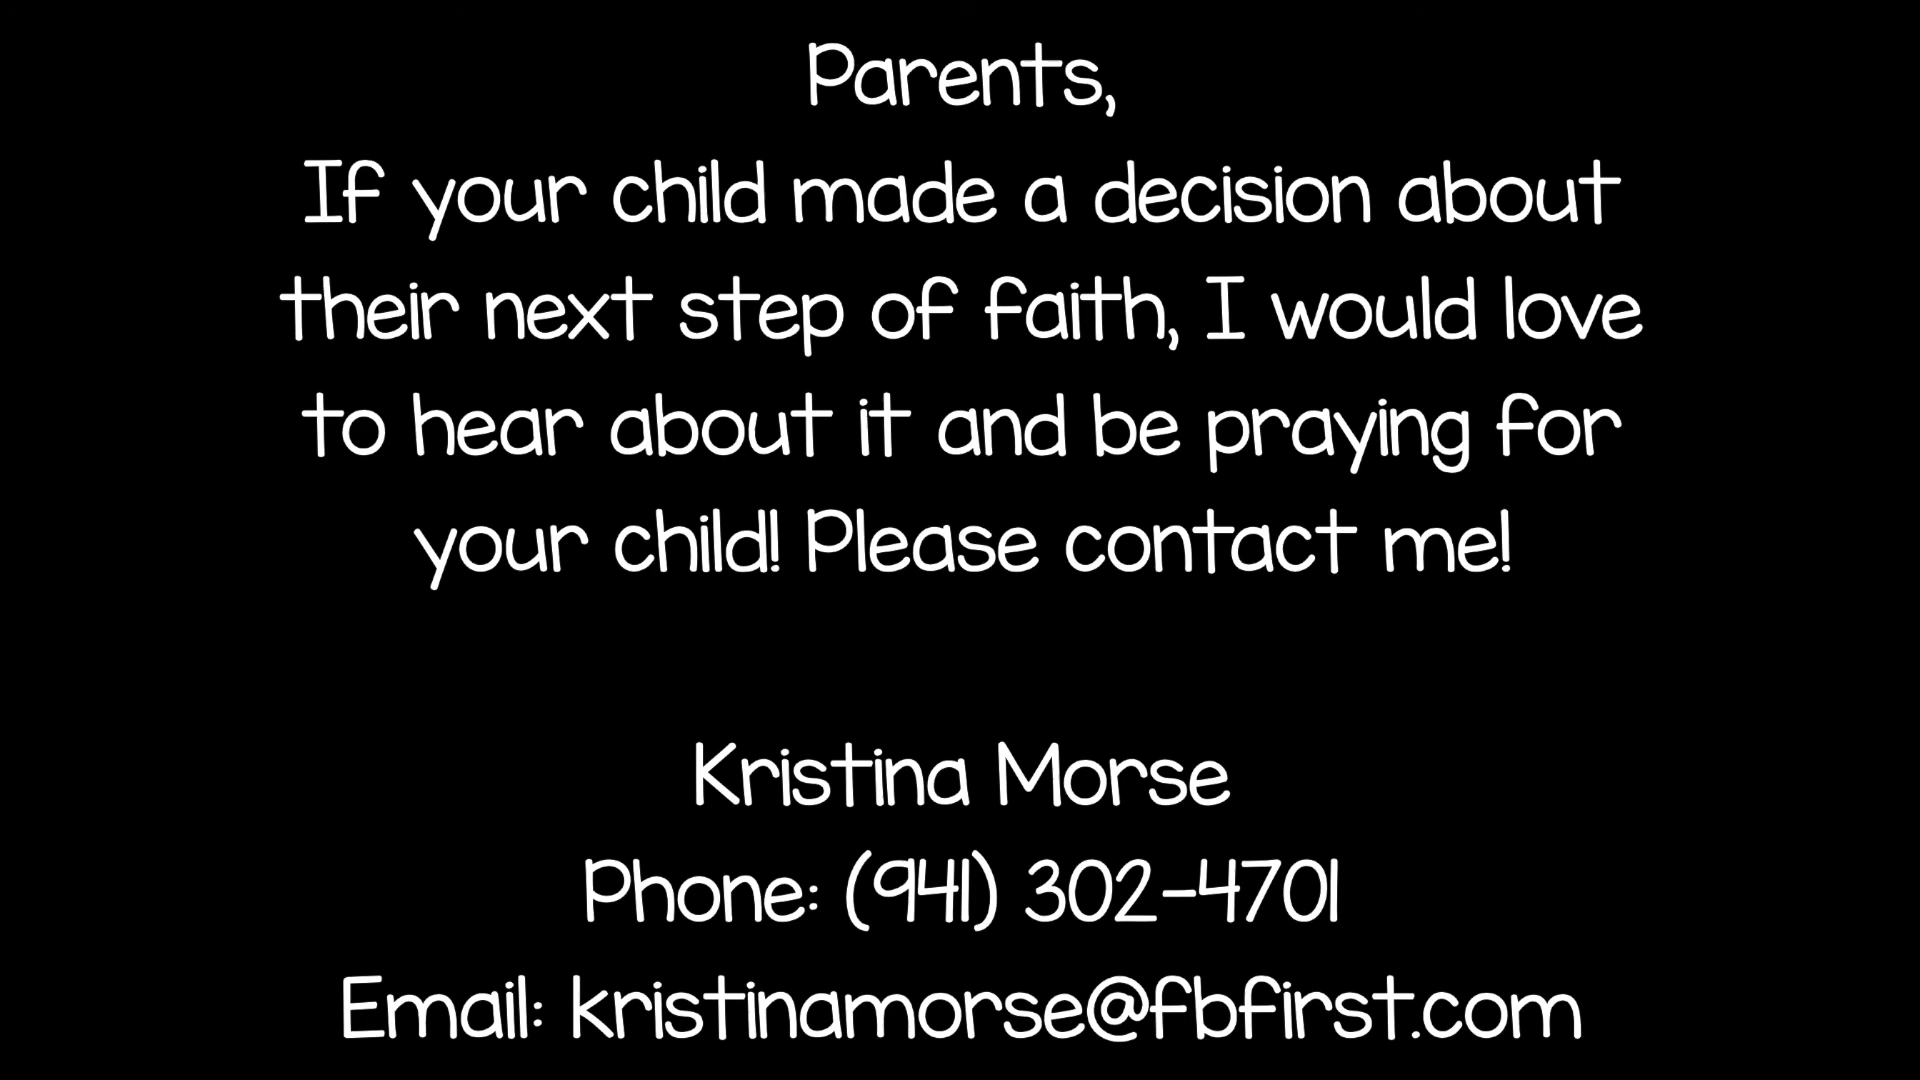 Parents,
If your child made a decision about
their next step of faith, I would love
to hear about it and be praying for
your child! Please contact me!
Kristina Morse
Phone: (941) 302-4701
Email: kristinamorse@fbfirst.com